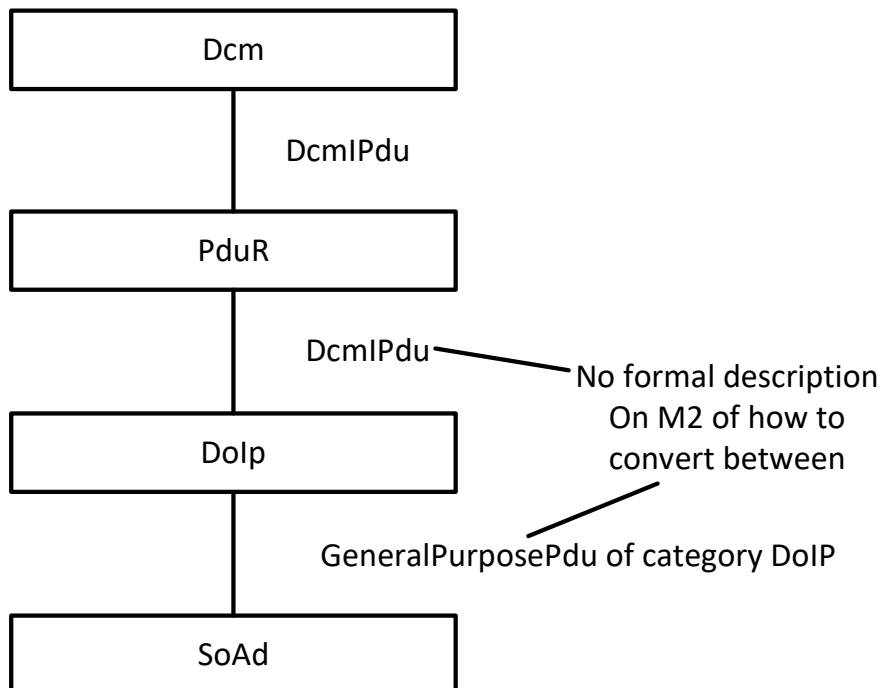 Dcm
DcmIPdu
PduR
DcmIPdu
No formal description
On M2 of how to
convert between
DoIp
GeneralPurposePdu of category DoIP
SoAd